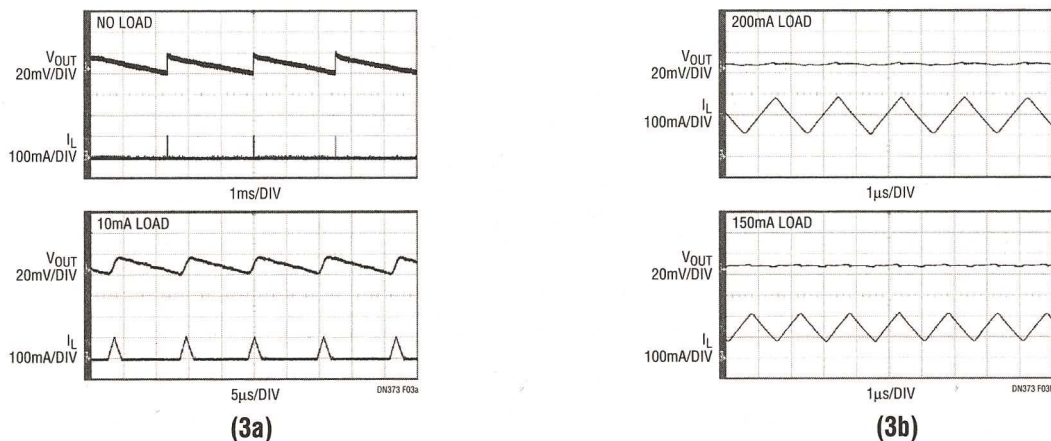 NO LOAD
VOUT
20mV/DIV
IL
100mA/DIV
1ms/DIV
10mA LOAD
VOUT
20mV/DIV
IL
100mA/DIV
5µs/DIV
DN373 F03a
(3a)
200mA LOAD
VOUT
20mV/DIV
IL
100mA/DIV
1µs/DIV
150mA LOAD
VOUT
20mV/DIV
IL
100mA/DIV
1µs/DIV
DN373
(3b)